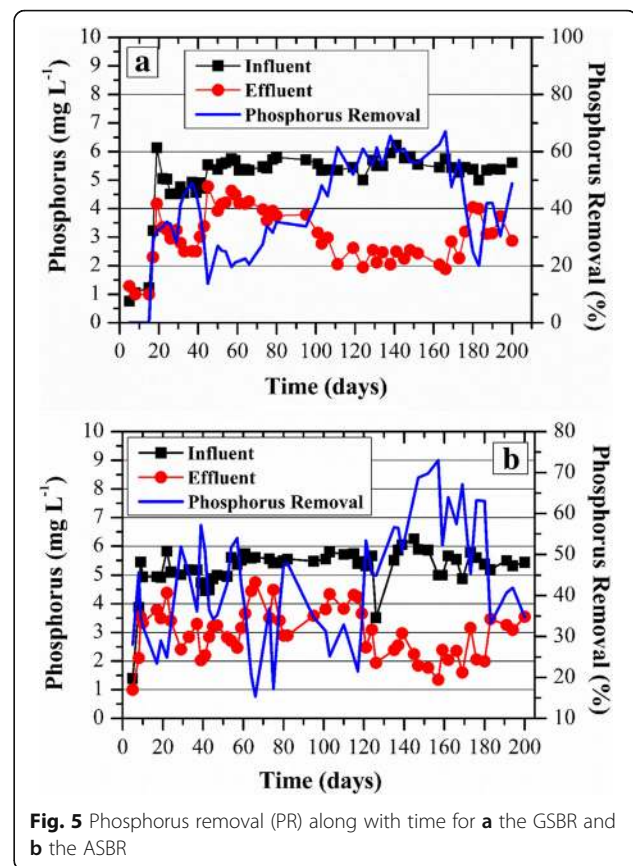 a
Influent
Effluent
Phosphorus Removal
Phosphorus (mg L⁻¹)
10
9
8
7
6
5
4
3
2
1
0
Phosphorus Removal (%)
100
80
60
40
20
0
0 20 40 60 80 100 120 140 160 180 200
Time (days)
b
Influent
Effluent
Phosphorus Removal
Phosphorus (mg L⁻¹)
10
9
8
7
6
5
4
3
2
1
0
Phosphorus Removal (%)
80
70
60
50
40
30
20
10
0 20 40 60 80 100 120 140 160 180 200
Time (days)
Fig. 5 Phosphorus removal (PR) along with time for a the GSBR and
b the ASBR